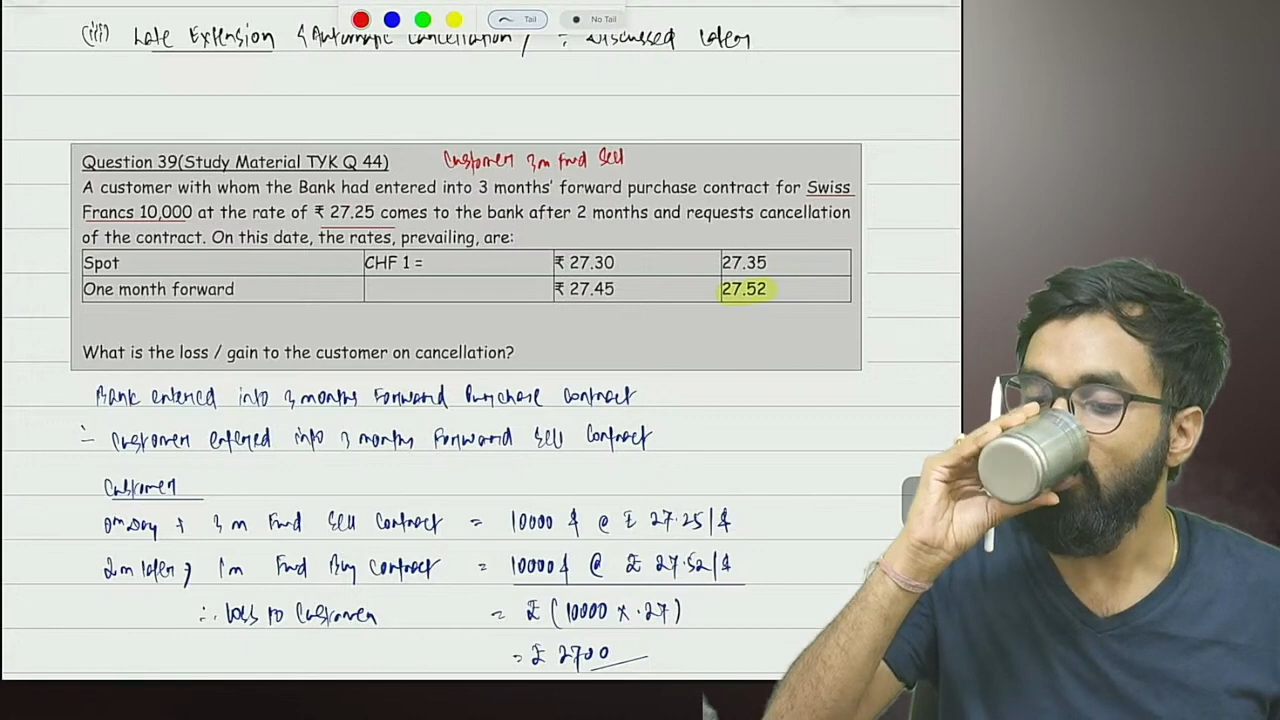 (iii) Late Extension (Automatic Cancellation) : Discussed later
Tail
No Tail
Question 39(Study Material TYK Q 44) Customer 3m Fwd Sell
A customer with whom the Bank had entered into 3 months' forward purchase contract for Swiss
Francs 10,000 at the rate of ₹ 27.25 comes to the bank after 2 months and requests cancellation
of the contract. On this date, the rates, prevailing, are:
Spot CHF 1 = ₹ 27.30 27.35
One month forward ₹ 27.45 27.52
What is the loss / gain to the customer on cancellation?
Bank entered into 3 months Forward Purchase Contract
∴ Customer entered into 3 months Forward Sell Contract
Customer
3m Fwd Sell Contract = 10000 $ @ ₹ 27.25/$
2m later, 1m Fwd Buy Contract = 10000 $ @ ₹ 27.52/$
∴ Loss to Customer = ₹ (10000 × .27)
= ₹ 2700